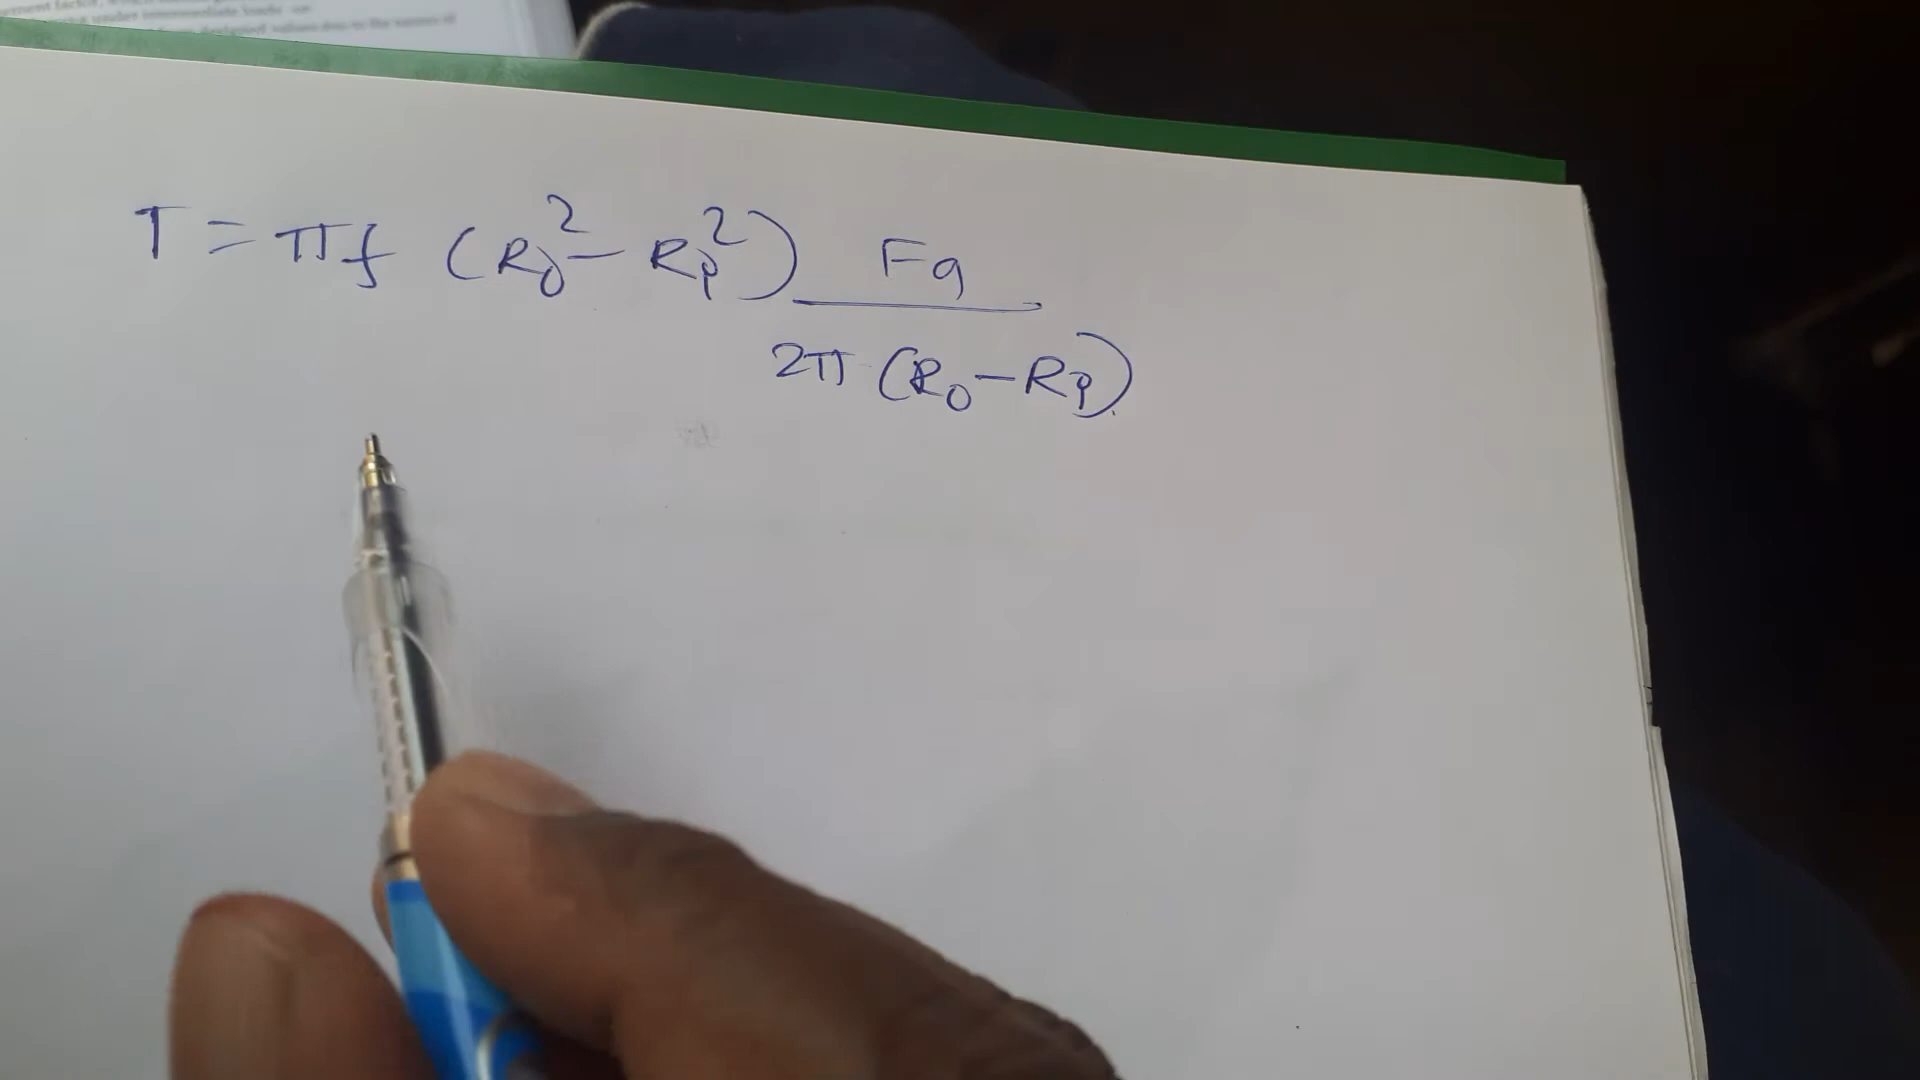 T = πf (Ro² - Ri²) Fa
2π (Ro - Ri)